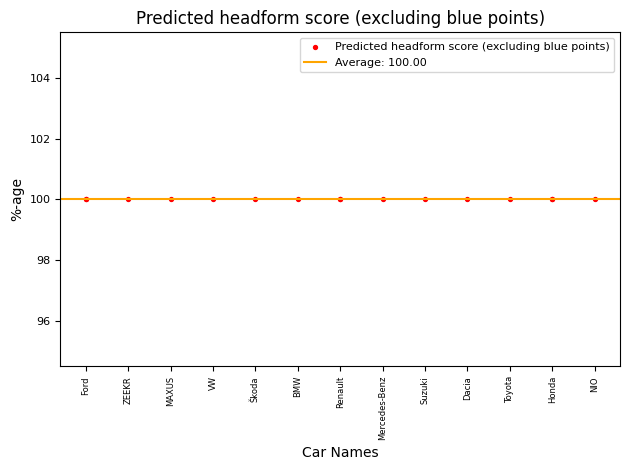 Predicted headform score (excluding blue points)
Predicted headform score (excluding blue points)
Average: 100.00
%-age
104
102
100
98
96
Ford
ZEEKR
MAXUS
VW
Škoda
BMW
Renault
Mercedes-Benz
Suzuki
Dacia
Toyota
Honda
NIO
Car Names